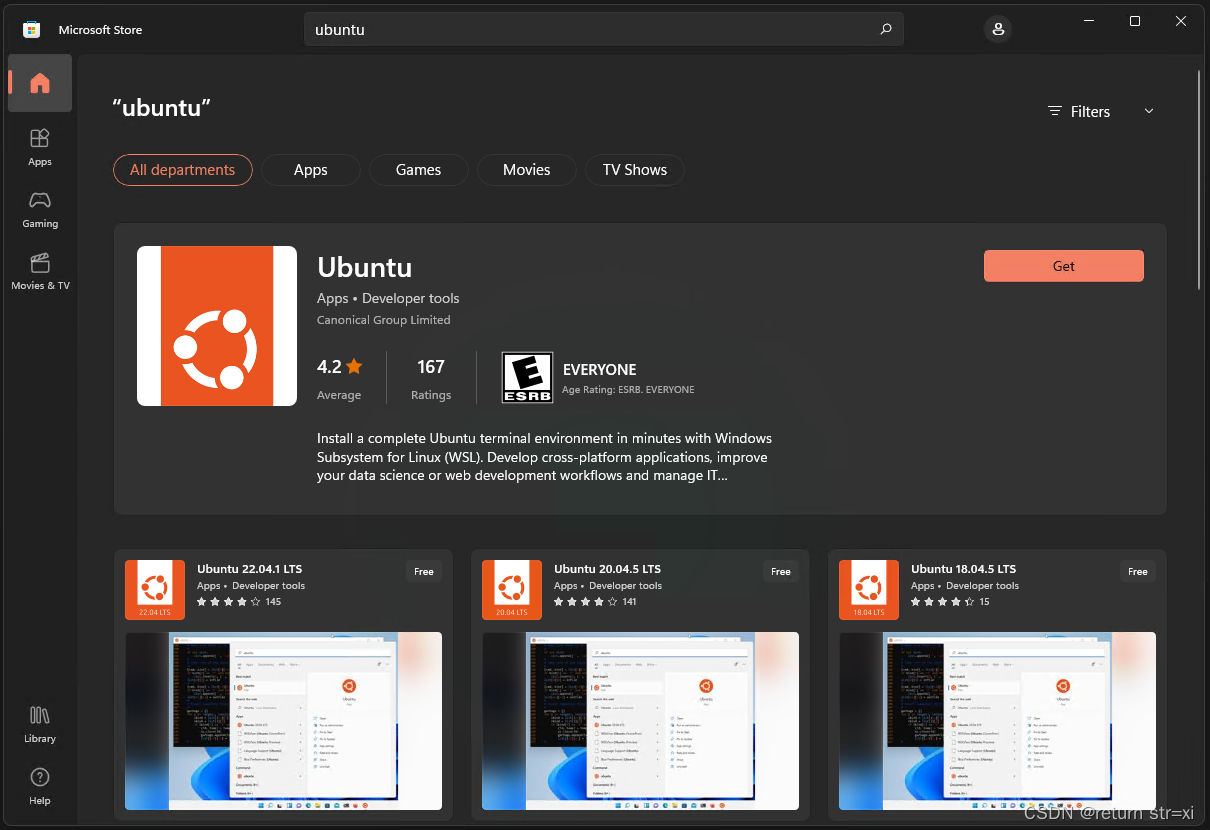 Microsoft Store
ubuntu
“ubuntu”
Filters
All departments
Apps
Games
Movies
TV Shows
Apps
Gaming
Movies & TV
Library
Help
Ubuntu
Get
Apps • Developer tools
Canonical Group Limited
4.2
Average
167
Ratings
E
ESRB
EVERYONE
Age Rating: ESRB. EVERYONE
Install a complete Ubuntu terminal environment in minutes with Windows
Subsystem for Linux (WSL). Develop cross-platform applications, improve
your data science or web development workflows and manage IT...
Ubuntu 22.04.1 LTS
Free
Apps • Developer tools
145
22.04 LTS
Ubuntu 20.04.5 LTS
Free
Apps • Developer tools
141
20.04 LTS
Ubuntu 18.04.5 LTS
Free
Apps • Developer tools
15
18.04 LTS
CSDN @return str=xi